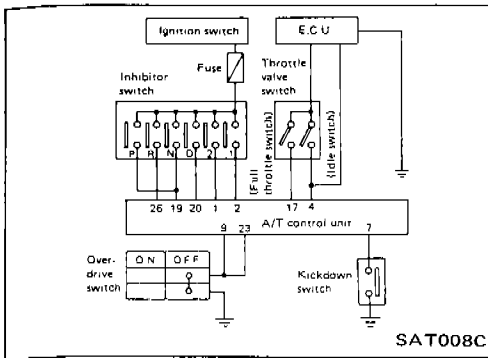 Ignition switch
E.C.U
Fuse
Throttle
valve
switch
Inhibitor
switch
P R N D 2 1
(Full
throttle switch)
(Idle switch)
26 19 20 1 2 17 4
A/T control unit
9 23 7
Over-
drive
switch
ON OFF
Kickdown
switch
SAT008C